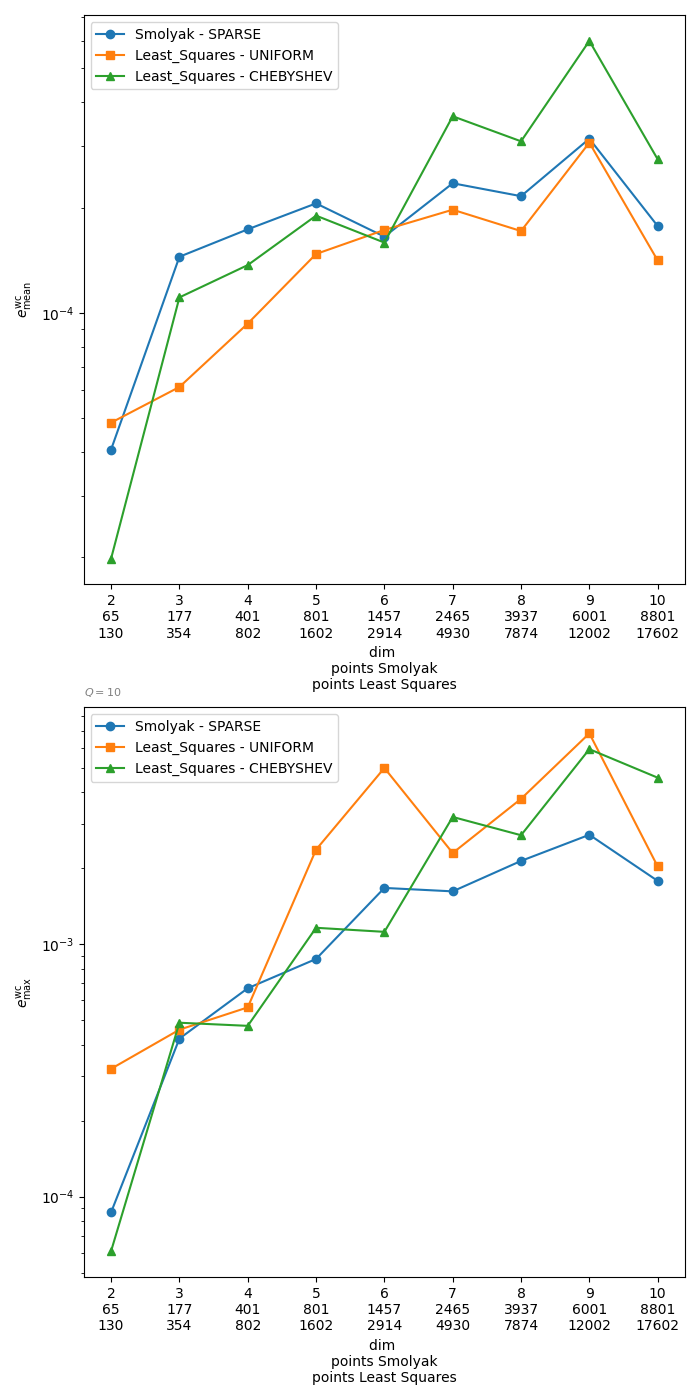 Smolyak - SPARSE
Least_Squares - UNIFORM
Least_Squares - CHEBYSHEV
e^wc_mean
10^−4
2 3 4 5 6 7 8 9 10
65 177 401 801 1457 2465 3937 6001 8801
130 354 802 1602 2914 4930 7874 12002 17602
dim
points Smolyak
points Least Squares
Q = 10
Smolyak - SPARSE
Least_Squares - UNIFORM
Least_Squares - CHEBYSHEV
10^−3
e^wc_max
10^−4
2 3 4 5 6 7 8 9 10
65 177 401 801 1457 2465 3937 6001 8801
130 354 802 1602 2914 4930 7874 12002 17602
dim
points Smolyak
points Least Squares